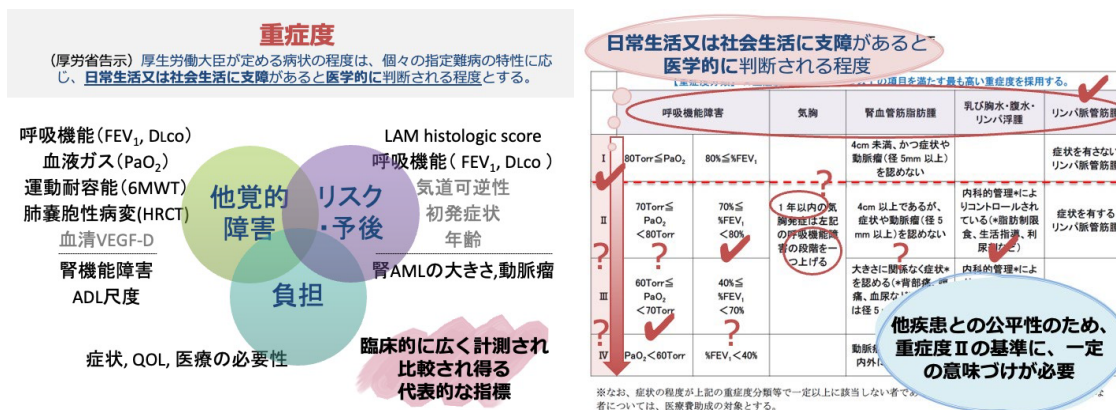 重症度
(厚労省告示) 厚生労働大臣が定める病状の程度は、個々の指定難病の特性に応
じ、日常生活又は社会生活に支障があると医学的に判断される程度とする。
呼吸機能(FEV1, DLco)
血液ガス(PaO2)
運動耐容能(6MWT)
肺嚢胞性病変(HRCT)
血清VEGF-D
腎機能障害
ADL尺度
他覚的
障害
リスク
・予後
負担
LAM histologic score
呼吸機能( FEV1, DLco )
気道可逆性
初発症状
年齢
腎AMLの大きさ,動脈瘤
症状, QOL, 医療の必要性
臨床的に広く計測され
比較され得る
代表的な指標
日常生活又は社会生活に支障があると
医学的に判断される程度
の項目を満たす最も高い重症度を採用する。
呼吸機能障害
気胸
腎血管筋脂肪腫
乳び胸水・腹水・
リンパ浮腫
リンパ脈管筋腫
I
80Torr≦PaO2
80%≦%FEV1
4cm 未満、かつ症状や
動脈瘤(径 5mm 以上)
を認めない
症状を有さない
リンパ脈管筋腫
II
70Torr≦
PaO2
<80Torr
70%≦
%FEV1
<80%
1 年以内の気
胸発症は左記
の呼吸機能障
害の段階を一
つ上げる
4cm 以上であるが、
症状や動脈瘤(径 5
mm 以上)を認めない
内科的管理*によ
りコントロールされ
ている(*脂肪制限
食、生活指導、利
尿剤など)
症状を有する
リンパ脈管筋腫
III
60Torr≦
PaO2
<70Torr
40%≦
%FEV1
<70%
大きさに関係なく症状*
を認める(*背部痛、
痛、血尿な
は径 5
内科的管理*によ
IV
PaO2<60Torr
%FEV1<40%
動脈
内外に
他疾患との公平性のため、
重症度Ⅱの基準に、一定
の意味づけが必要
※なお、症状の程度が上記の重症度分類等で一定以上に該当しない者で
者については、医療費助成の対象とする。